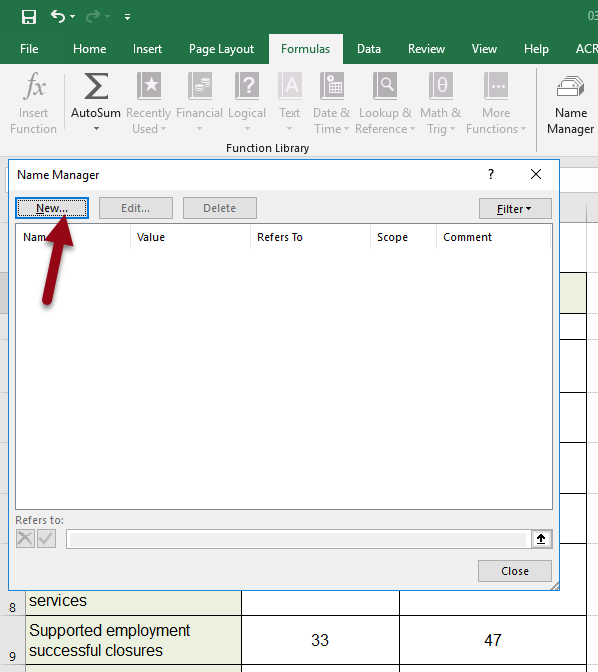 03
File Home Insert Page Layout Formulas Data Review View Help ACR
fx Σ ? A θ
Insert Function
AutoSum
Recently Used
Financial
Logical
Text
Date & Time
Lookup & Reference
Math & Trig
More Functions
Name Manager
Function Library
Name Manager ?
New... Edit... Delete Filter
Name Value Refers To Scope Comment
Refers to:
Close
8 services
Supported employment
9 successful closures 33 47